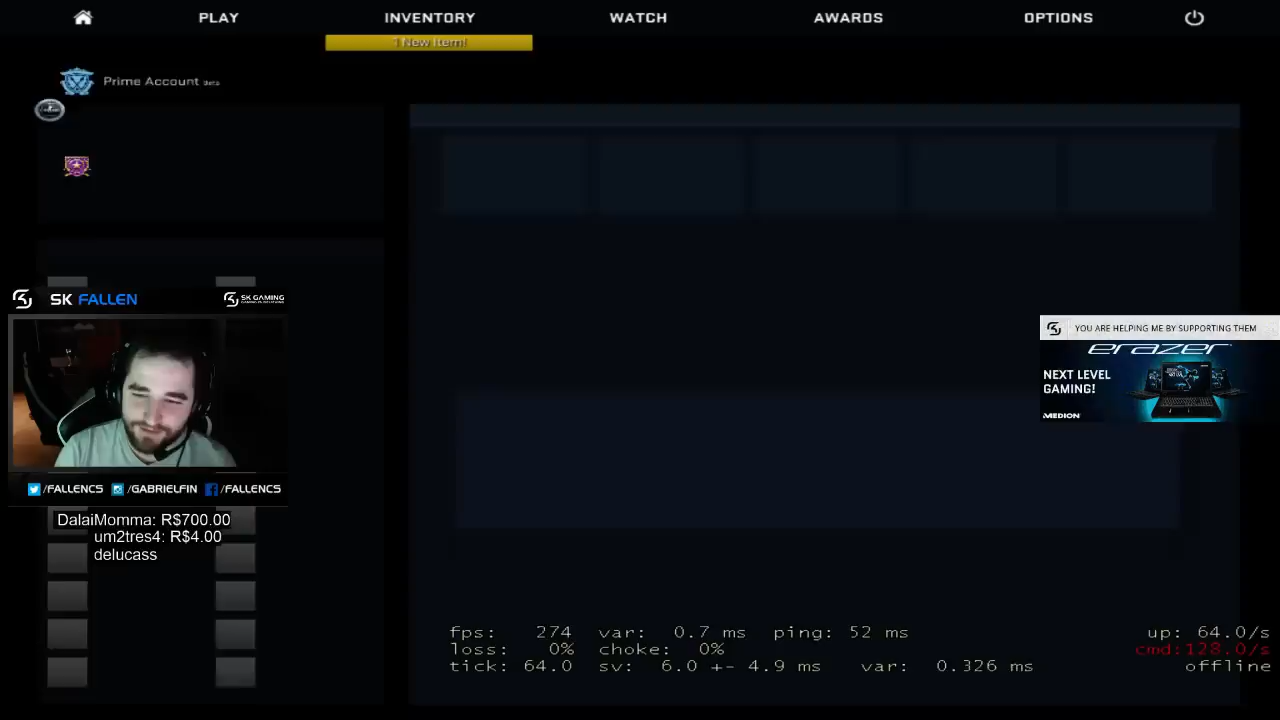 PLAY INVENTORY WATCH AWARDS OPTIONS
1 New Item!
Prime Account Beta
SK FALLEN SK GAMING
YOU ARE HELPING ME BY SUPPORTING THEM
erazer
NEXT LEVEL
GAMING!
MEDION
/FALLENCS /GABRIELFIN /FALLENCS
DalaiMomma: R$700.00
um2tres4: R$4.00
delucass
fps: 274 var: 0.7 ms ping: 52 ms up: 64.0/s
loss: 0% choke: 0% cmd:128.0/s
tick: 64.0 sv: 6.0 +- 4.9 ms var: 0.326 ms offline